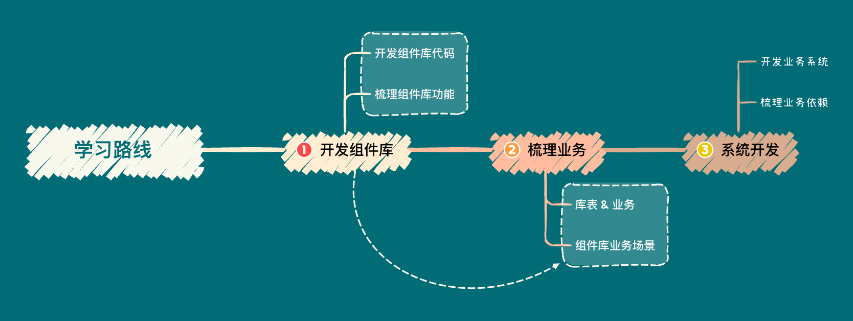 学习路线
1 开发组件库
开发组件库代码
梳理组件库功能
2 梳理业务
库表 & 业务
组件库业务场景
3 系统开发
开发业务系统
梳理业务依赖